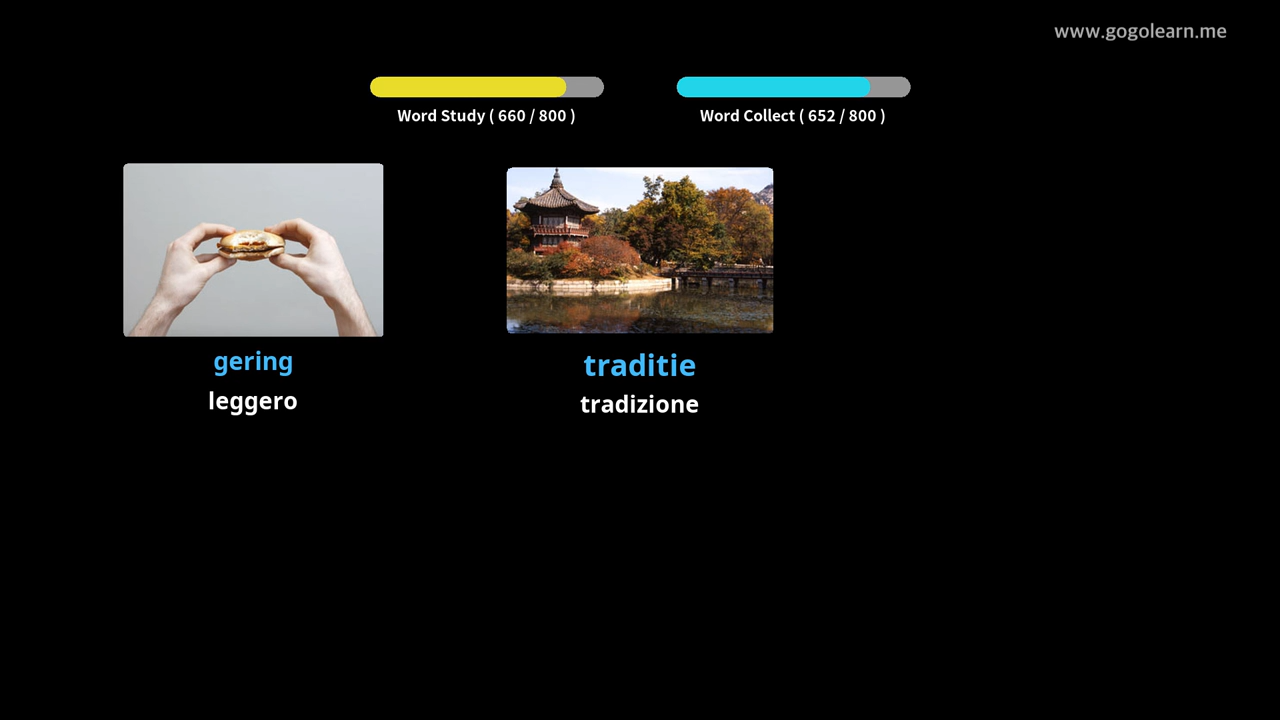 www.gogolearn.me
Word Study ( 660 / 800 )
Word Collect ( 652 / 800 )
gering
leggero
traditie
tradizione